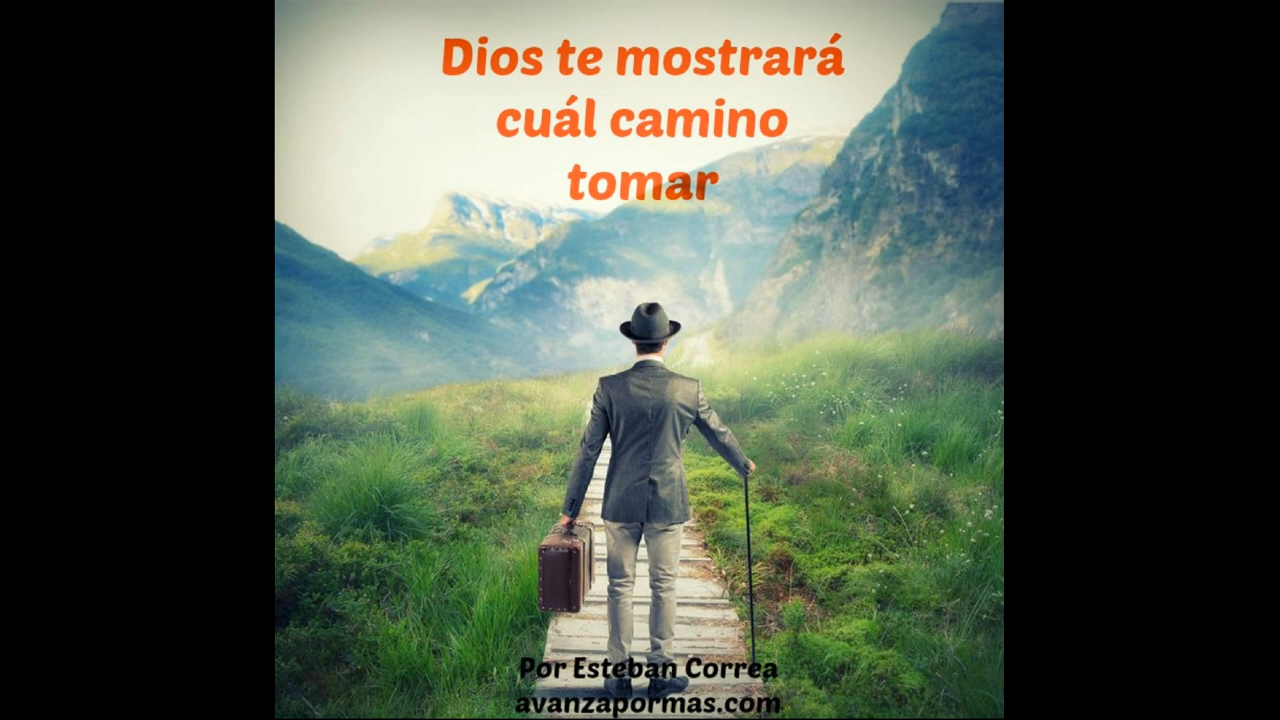 Dios te mostrará
cuál camino
tomar
Por Esteban Correa
avanzapormas.com